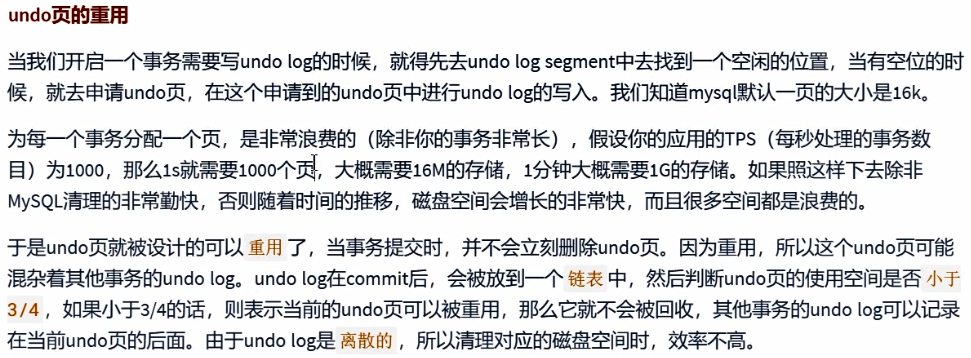 undo页的重用
当我们开启一个事务需要写undo log的时候，就得先去undo log segment中去找到一个空闲的位置，当有空位的时
候，就去申请undo页，在这个申请到的undo页中进行undo log的写入。我们知道mysql默认一页的大小是16k。
为每一个事务分配一个页，是非常浪费的（除非你的事务非常长），假设你的应用的TPS（每秒处理的事务数
目）为1000，那么1s就需要1000个页，大概需要16M的存储，1分钟大概需要1G的存储。如果照这样下去除非
MySQL清理的非常勤快，否则随着时间的推移，磁盘空间会增长的非常快，而且很多空间都是浪费的。
于是undo页就被设计的可以重用了，当事务提交时，并不会立刻删除undo页。因为重用，所以这个undo页可能
混杂着其他事务的undo log。undo log在commit后，会被放到一个链表中，然后判断undo页的使用空间是否小于
3/4，如果小于3/4的话，则表示当前的undo页可以被重用，那么它就不会被回收，其他事务的undo log可以记录
在当前undo页的后面。由于undo log是离散的，所以清理对应的磁盘空间时，效率不高。